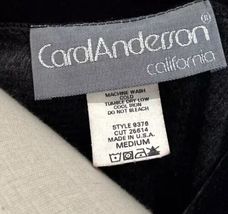 CarolAnderson ®
california
MACHINE WASH
COLD
TUMBLE DRY LOW
COOL IRON
DO NOT BLEACH
STYLE 9378
CUT 26614
MADE IN U.S.A.
MEDIUM